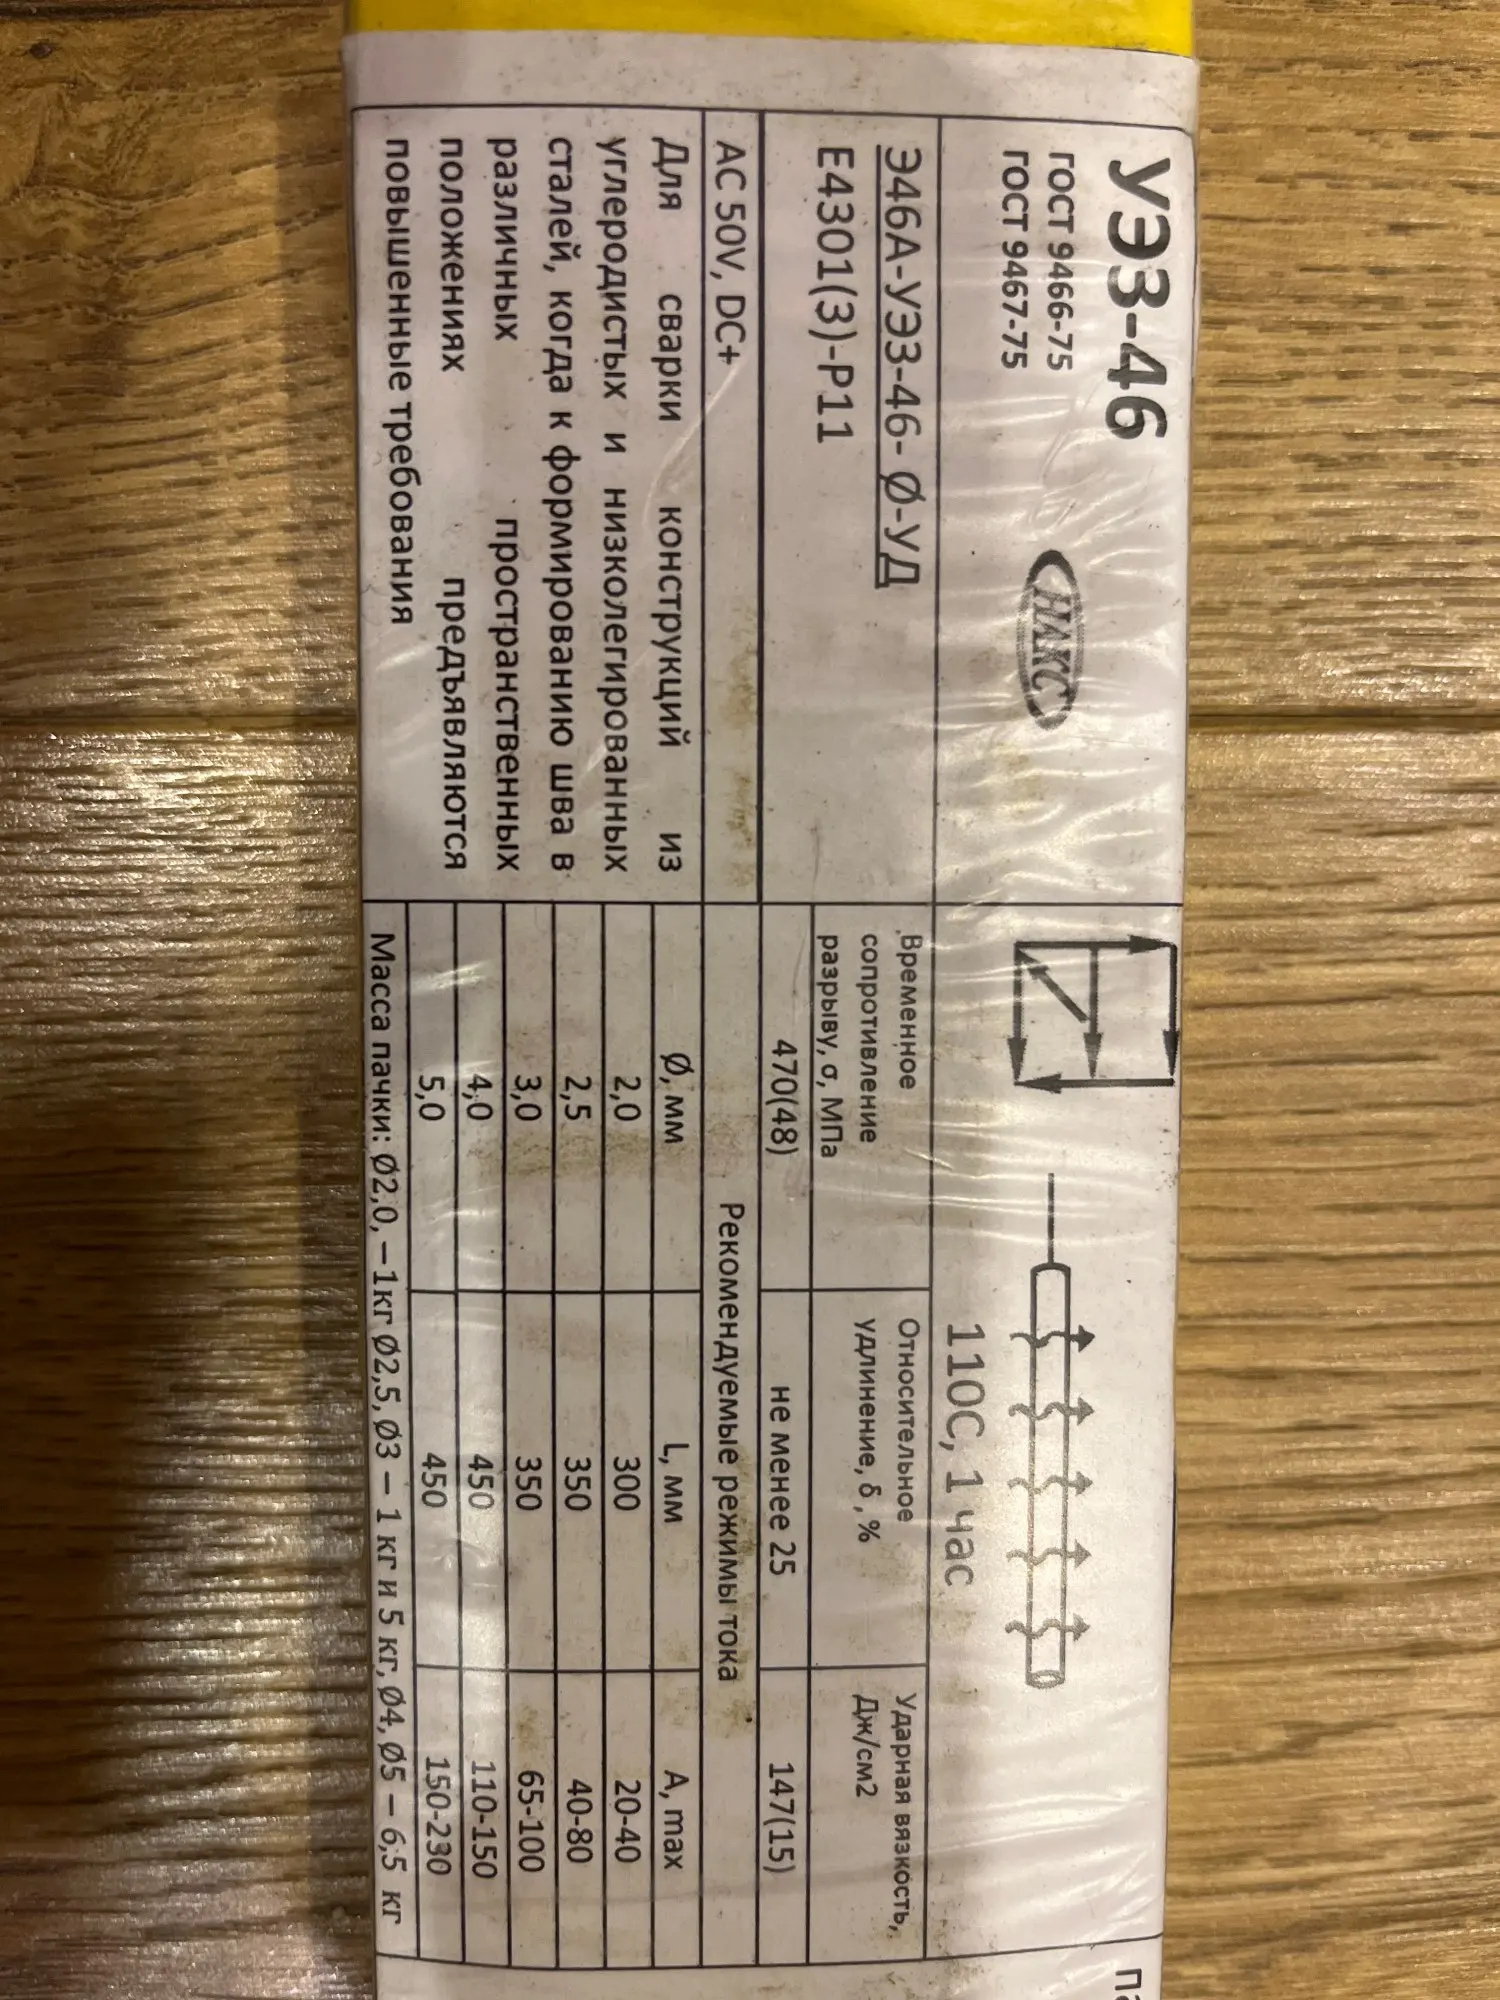 УЭЗ-46
ГОСТ 9466-75
ГОСТ 9467-75
НАКС
110С, 1 час
Э46А-УЭЗ-46- Ø-УД
Е4301(3)-Р11
Временное
сопротивление
разрыву, σ, МПа
Относительное
удлинение, δ , %
Ударная вязкость,
Дж/см2
470(48)
не менее 25
147(15)
AC 50V, DC+
Рекомендуемые режимы тока
Для сварки конструкций из
углеродистых и низколегированных
сталей, когда к формированию шва в
различных пространственных
положениях предъявляются
повышенные требования
Ø, мм L, мм A, max
2,0 300 20-40
2,5 350 40-80
3,0 350 65-100
4,0 450 110-150
5,0 450 150-230
Масса пачки: Ø2,0, –1кг Ø2,5, Ø3 – 1 кг и 5 кг, Ø4, Ø5 – 6,5 кг